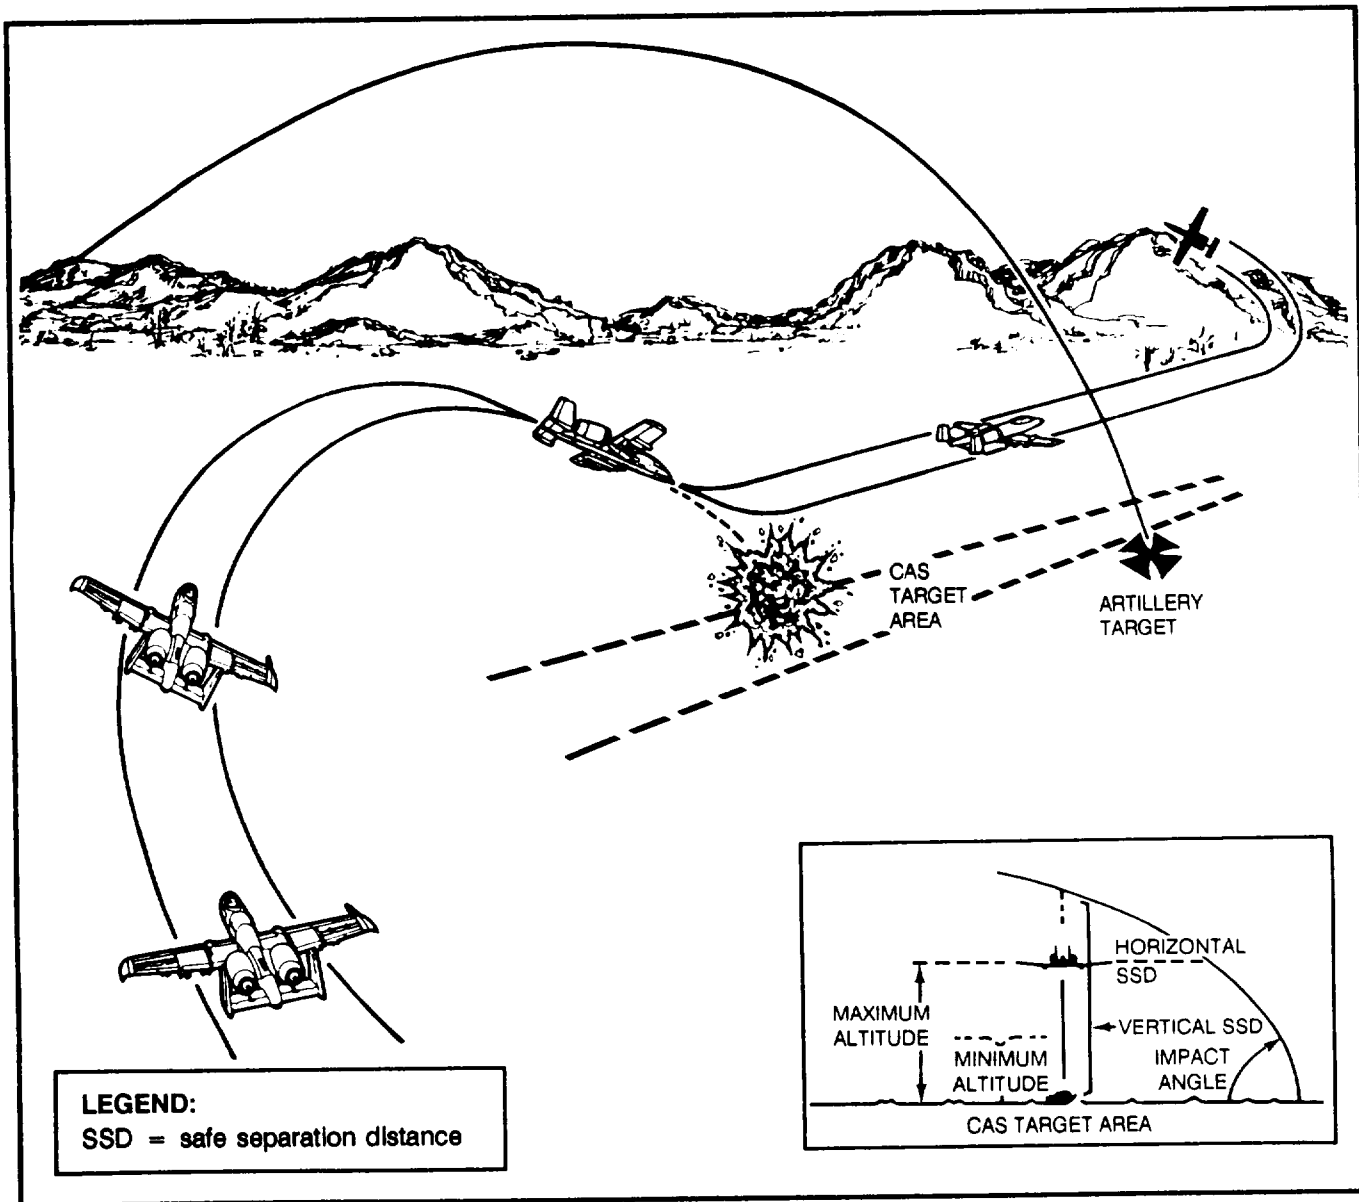 CAS
TARGET
AREA
ARTILLERY
TARGET
HORIZONTAL
SSD
MAXIMUM
ALTITUDE
VERTICAL SSD
MINIMUM
ALTITUDE
IMPACT
ANGLE
CAS TARGET AREA
LEGEND:
SSD = safe separation distance